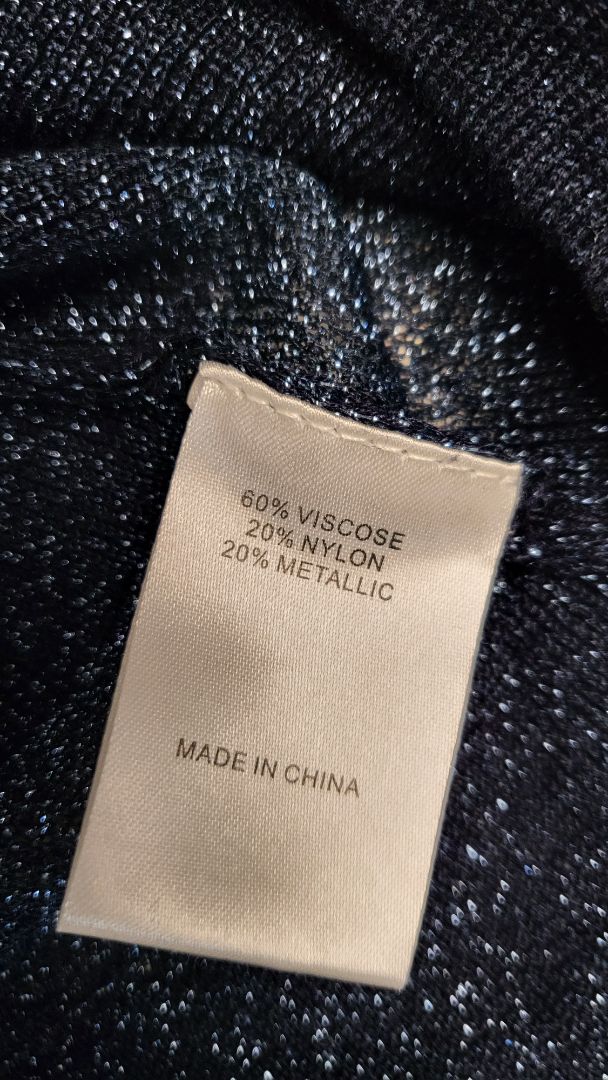 60% VISCOSE
20% NYLON
20% METALLIC
MADE IN CHINA